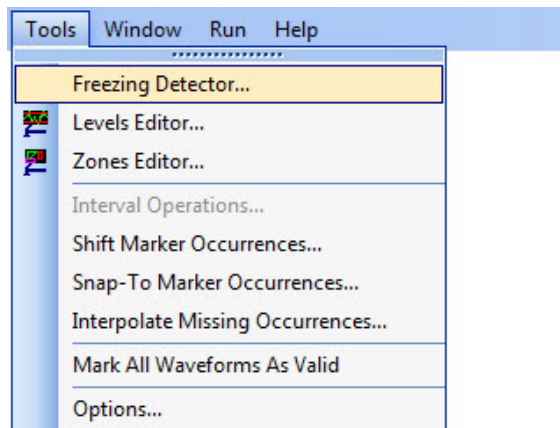 Tools Window Run Help
Freezing Detector...
Levels Editor...
Zones Editor...
Interval Operations...
Shift Marker Occurrences...
Snap-To Marker Occurrences...
Interpolate Missing Occurrences...
Mark All Waveforms As Valid
Options...